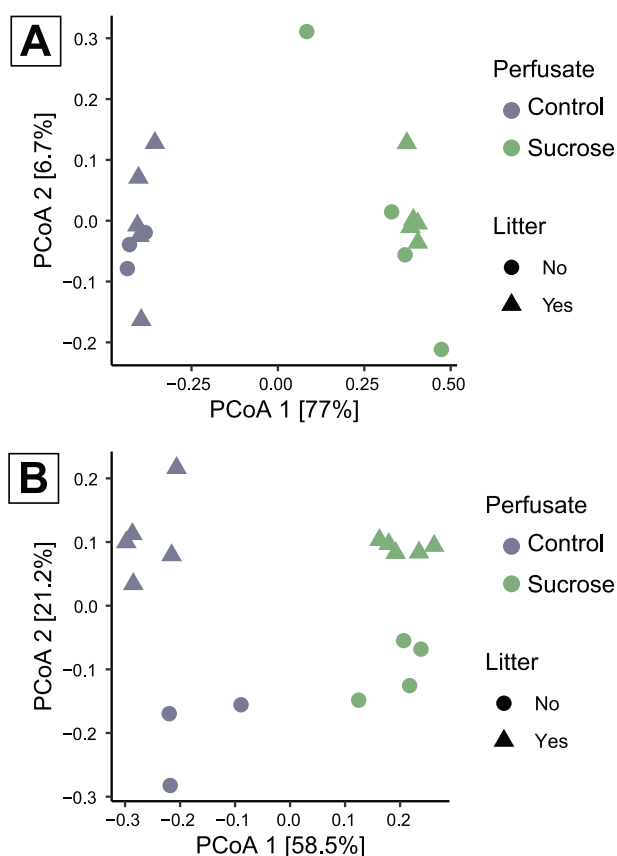 A
PCoA 2 [6.7%]
0.3
0.2
0.1
0.0
−0.1
−0.2
−0.25 0.00 0.25 0.50
PCoA 1 [77%]
Perfusate
Control
Sucrose
Litter
No
Yes
B
PCoA 2 [21.2%]
0.2
0.1
0.0
−0.1
−0.2
−0.3
−0.3 −0.2 −0.1 0.0 0.1 0.2
PCoA 1 [58.5%]
Perfusate
Control
Sucrose
Litter
No
Yes